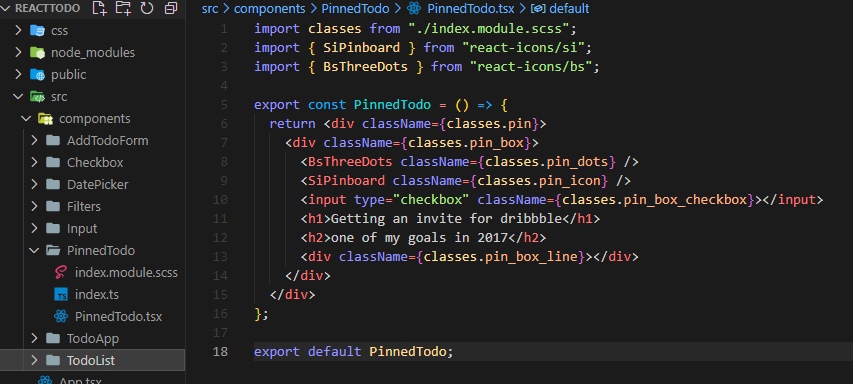 REACTTODO
css
node_modules
public
src
components
AddTodoForm
Checkbox
DatePicker
Filters
Input
PinnedTodo
index.module.scss
TS index.ts
PinnedTodo.tsx
TodoApp
TodoList
App.tsx
src > components > PinnedTodo > PinnedTodo.tsx > default
1 import classes from "./index.module.scss";
2 import { SiPinboard } from "react-icons/si";
3 import { BsThreeDots } from "react-icons/bs";
4
5 export const PinnedTodo = () => {
6 return <div className={classes.pin}>
7 <div className={classes.pin_box}>
8 <BsThreeDots className={classes.pin_dots} />
9 <SiPinboard className={classes.pin_icon} />
10 <input type="checkbox" className={classes.pin_box_checkbox}></input>
11 <h1>Getting an invite for dribbble</h1>
12 <h2>one of my goals in 2017</h2>
13 <div className={classes.pin_box_line}></div>
14 </div>
15 </div>
16 };
17
18 export default PinnedTodo;